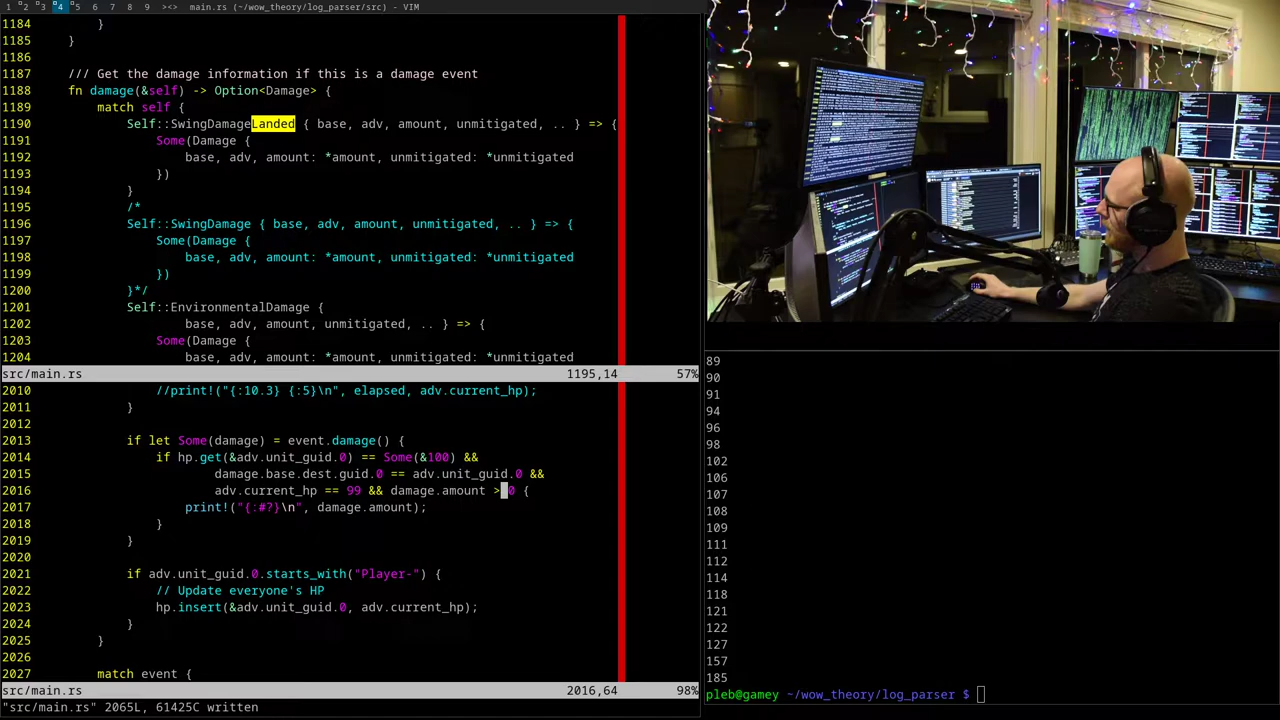 1 2 3 4 5 6 7 8 9 ><> main.rs (~/wow_theory/log_parser/src) - VIM
1184 }
1185 }
1186
1187 /// Get the damage information if this is a damage event
1188 fn damage(&self) -> Option<Damage> {
1189 match self {
1190 Self::SwingDamageLanded { base, adv, amount, unmitigated, .. } => {
1191 Some(Damage {
1192 base, adv, amount: *amount, unmitigated: *unmitigated
1193 })
1194 }
1195 /*
1196 Self::SwingDamage { base, adv, amount, unmitigated, .. } => {
1197 Some(Damage {
1198 base, adv, amount: *amount, unmitigated: *unmitigated
1199 })
1200 }*/
1201 Self::EnvironmentalDamage {
1202 base, adv, amount, unmitigated, .. } => {
1203 Some(Damage {
1204 base, adv, amount: *amount, unmitigated: *unmitigated
src/main.rs 1195,14 57%
2010 //print!("{:10.3} {:5}\n", elapsed, adv.current_hp);
2011 }
2012
2013 if let Some(damage) = event.damage() {
2014 if hp.get(&adv.unit_guid.0) == Some(&100) &&
2015 damage.base.dest.guid.0 == adv.unit_guid.0 &&
2016 adv.current_hp == 99 && damage.amount > 0 {
2017 print!("{:#?}\n", damage.amount);
2018 }
2019 }
2020
2021 if adv.unit_guid.0.starts_with("Player-") {
2022 // Update everyone's HP
2023 hp.insert(&adv.unit_guid.0, adv.current_hp);
2024 }
2025 }
2026
2027 match event {
src/main.rs 2016,64 98%
"src/main.rs" 2065L, 61425C written
89
90
91
94
96
98
102
106
107
108
109
111
112
114
118
121
122
127
157
185
pleb@gamey ~/wow_theory/log_parser $